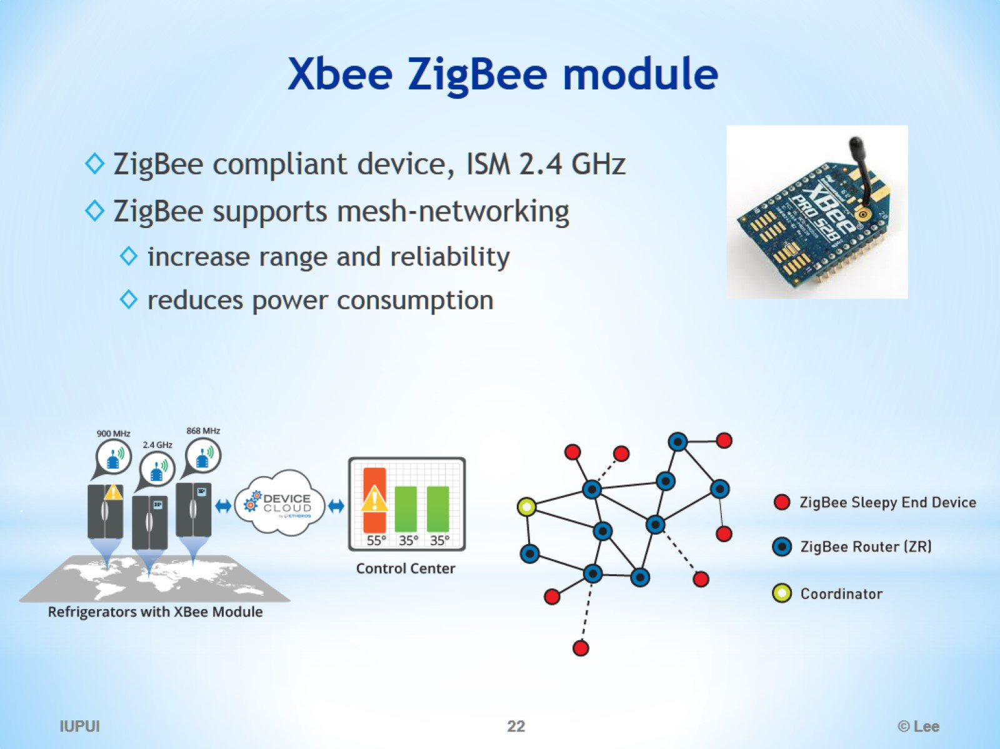 Xbee ZigBee module
ZigBee compliant device, ISM 2.4 GHz
ZigBee supports mesh-networking
increase range and reliability
reduces power consumption
XBee
PRO S2B
900 MHz
2.4 GHz
868 MHz
DEVICE
CLOUD
by ETHERIOS
55° 35° 35°
Control Center
Refrigerators with XBee Module
ZigBee Sleepy End Device
ZigBee Router (ZR)
Coordinator
IUPUI
22
© Lee